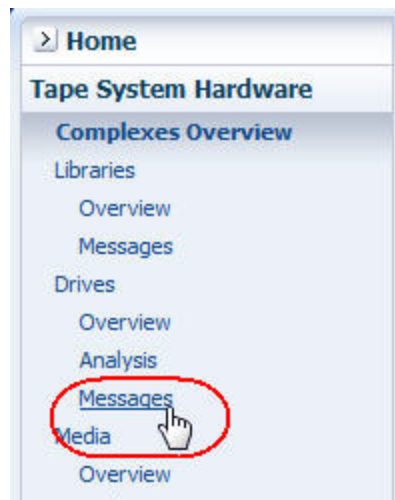 Home
Tape System Hardware
Complexes Overview
Libraries
Overview
Messages
Drives
Overview
Analysis
Messages
Media
Overview